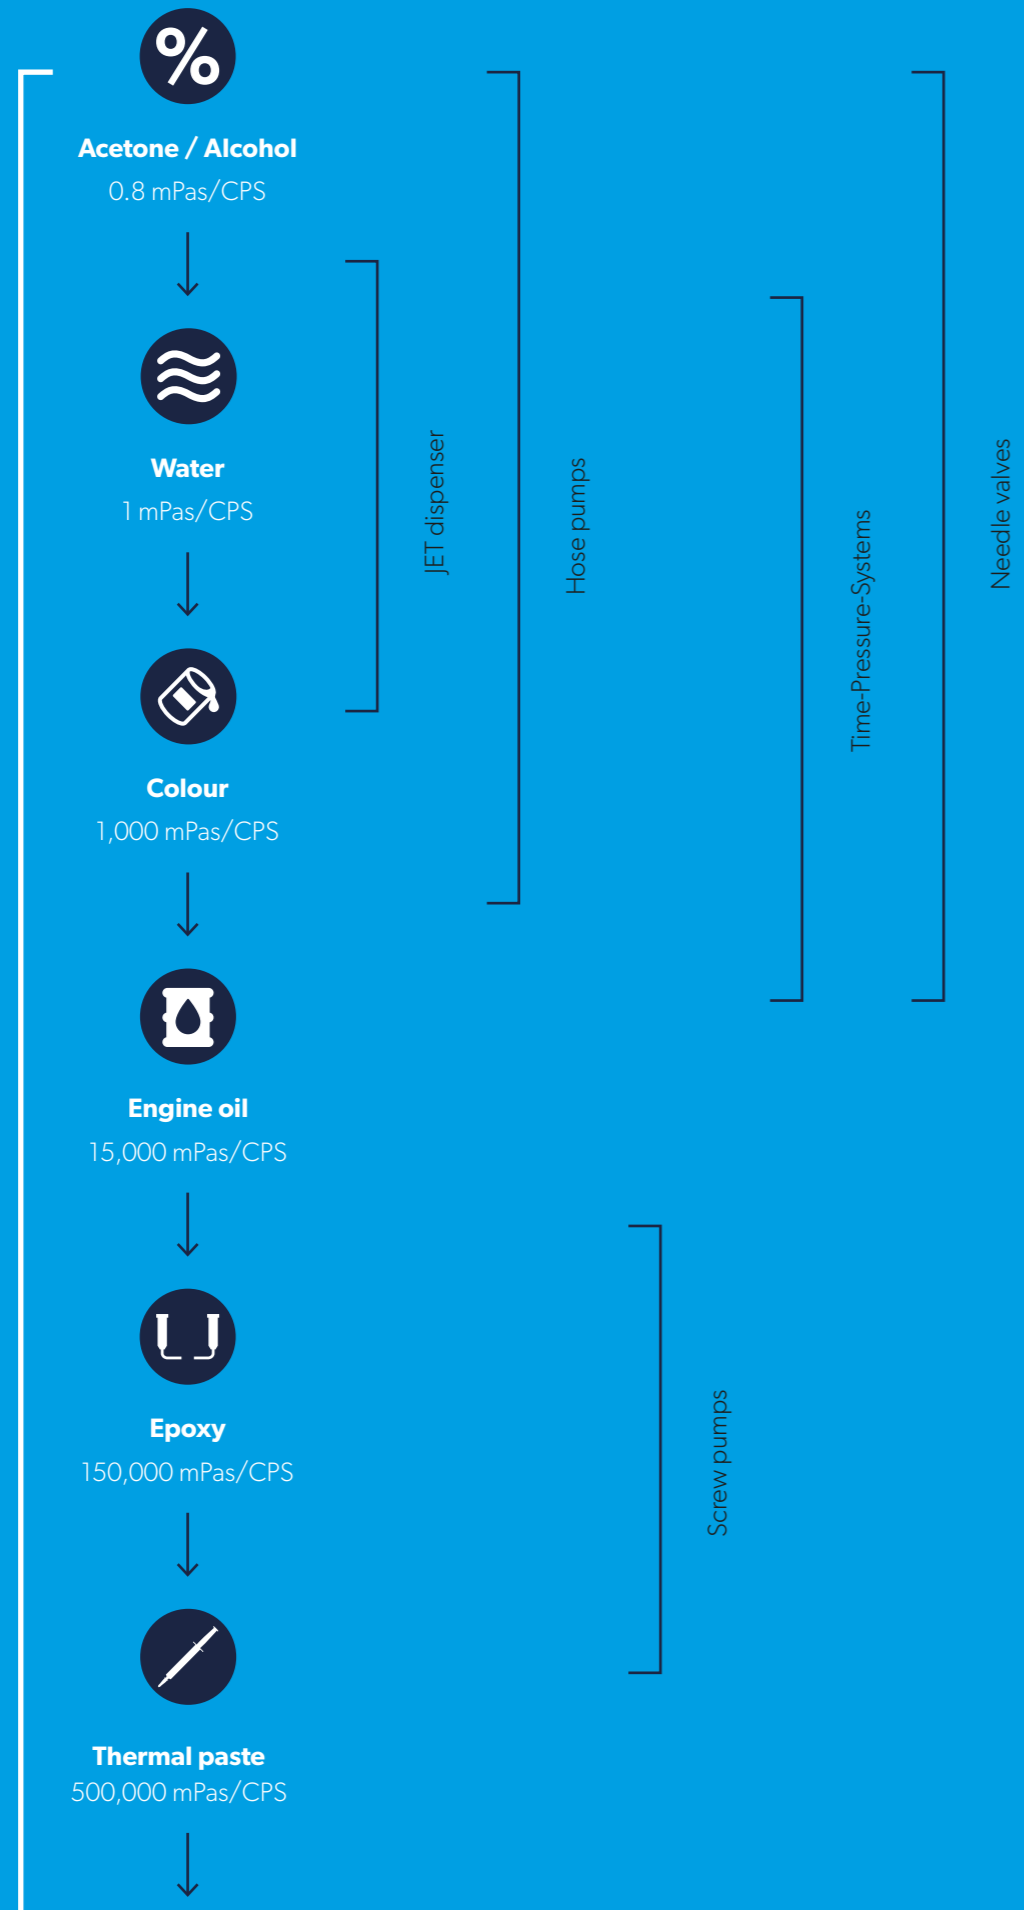 %
Acetone / Alcohol
0.8 mPas/CPS
Water
1 mPas/CPS
Colour
1,000 mPas/CPS
Engine oil
15,000 mPas/CPS
Epoxy
150,000 mPas/CPS
Thermal paste
500,000 mPas/CPS
JET dispenser
Hose pumps
Screw pumps
Time-Pressure-Systems
Needle valves